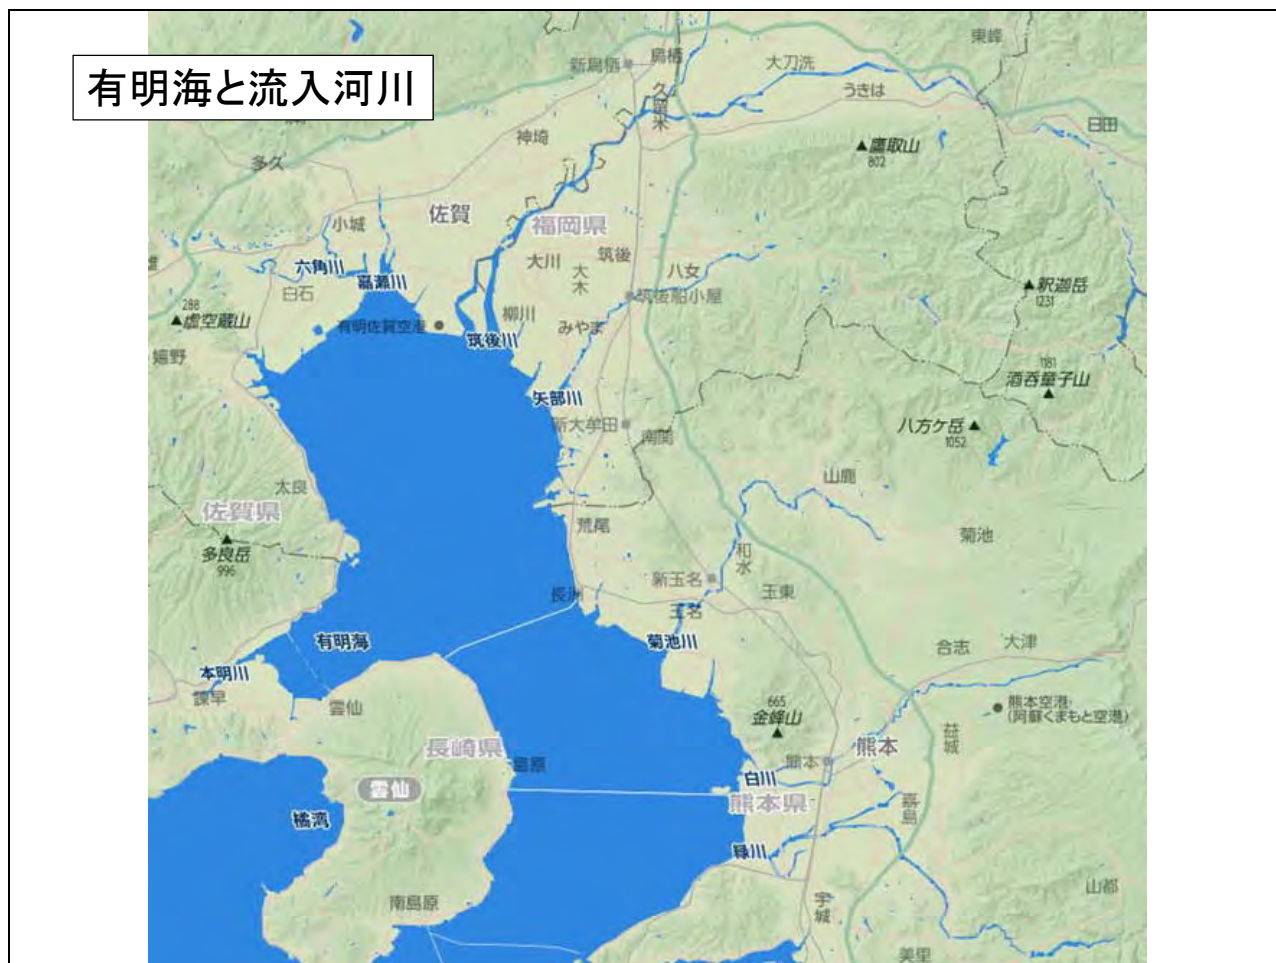 有明海と流入河川
東峰
鳥栖
新鳥栖
大刀洗
うきは
久留米
日田
神埼
鷹取山
802
多久
小城
佐賀
福岡県
大川
大木
筑後
八女
六角川
嘉瀬川
白石
筑後船小屋
釈迦岳
1231
288
虚空蔵山
有明佐賀空港
柳川
みやま
筑後川
嬉野
1181
酒呑童子山
矢部川
新大牟田
南関
八方ケ岳
1052
山鹿
太良
佐賀県
荒尾
菊池
多良岳
996
和水
新玉名
玉東
長洲
玉名
有明海
菊池川
合志
大津
本明川
諫早
雲仙
665
金峰山
熊本空港
(阿蘇くまもと空港)
益城
長崎県
島原
熊本
熊本
白川
雲仙
熊本県
嘉島
橘湾
緑川
山都
南島原
宇城
美里